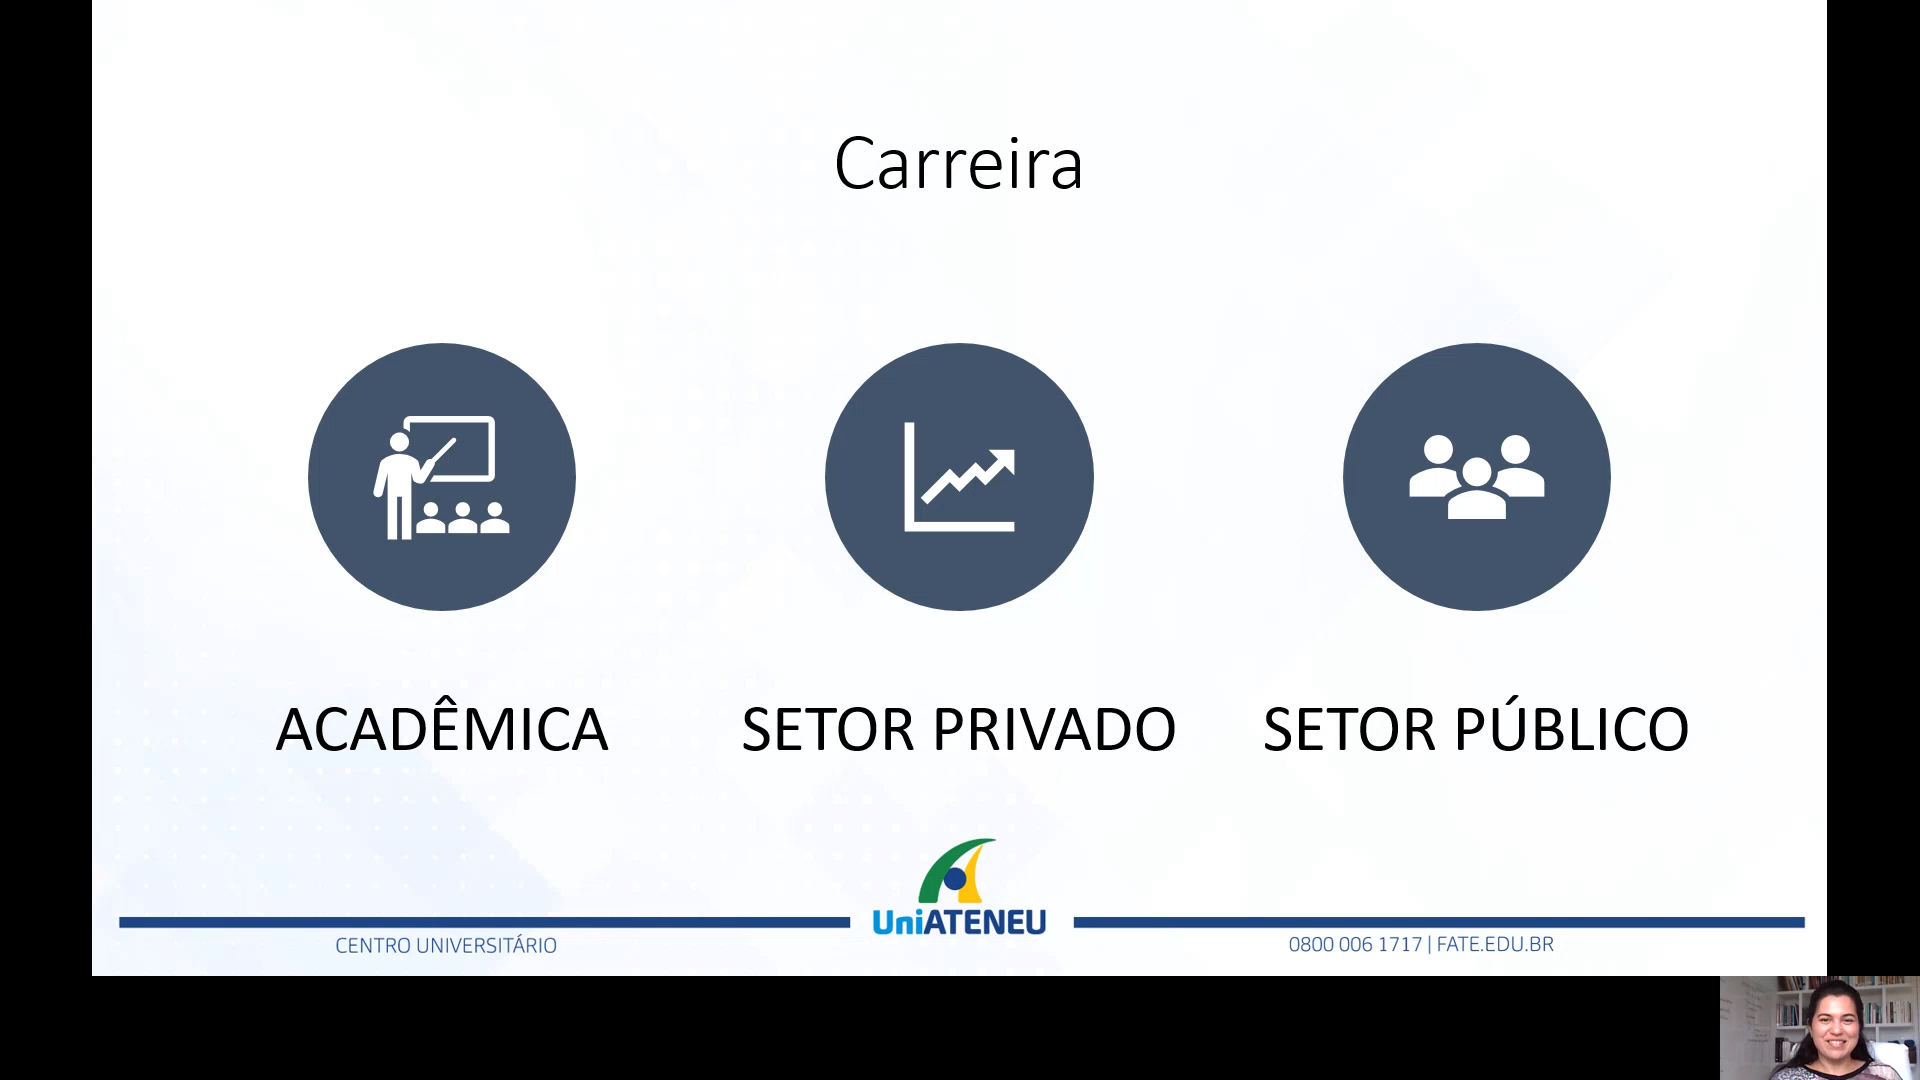 Carreira
ACADÊMICA
SETOR PRIVADO
SETOR PÚBLICO
UniATENEU
CENTRO UNIVERSITÁRIO
0800 006 1717 | FATE.EDU.BR